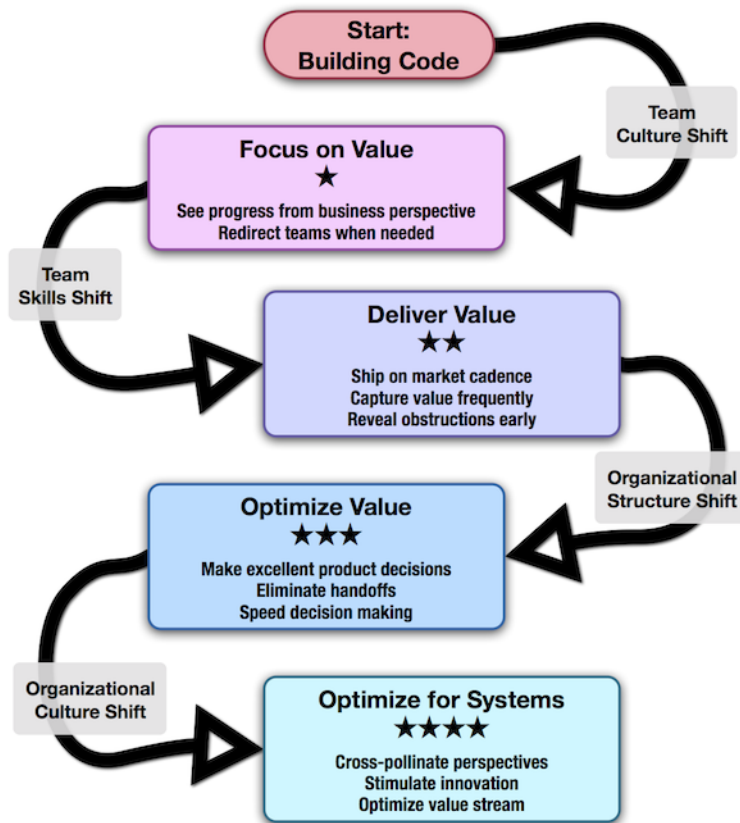 Start:
Building Code
Team
Culture Shift
Focus on Value
★
See progress from business perspective
Redirect teams when needed
Team
Skills Shift
Deliver Value
★★
Ship on market cadence
Capture value frequently
Reveal obstructions early
Organizational
Structure Shift
Optimize Value
★★★
Make excellent product decisions
Eliminate handoffs
Speed decision making
Organizational
Culture Shift
Optimize for Systems
★★★★
Cross-pollinate perspectives
Stimulate innovation
Optimize value stream